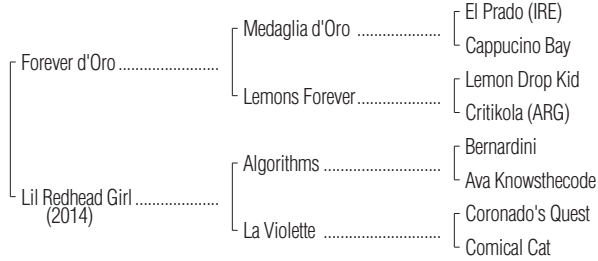 El Prado (IRE)
Medaglia d'Oro ....................
Cappucino Bay
Forever d'Oro ........................
Lemon Drop Kid
Lemons Forever....................
Critikola (ARG)
Bernardini
Algorithms ............................
Ava Knowsthecode
Lil Redhead Girl ....................
(2014)
Coronado's Quest
La Violette ............................
Comical Cat